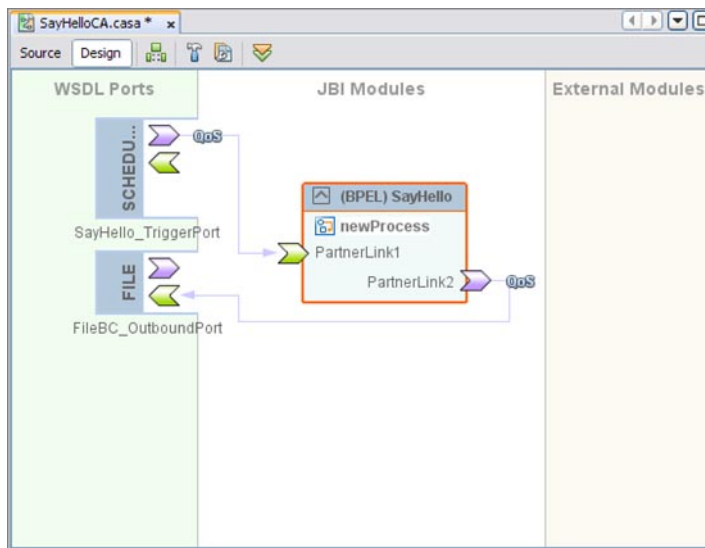 SayHelloCA.casa * x
Source Design
WSDL Ports JBI Modules External Modules
SCHEDU...
QoS
SayHello_TriggerPort
(BPEL) SayHello
newProcess
PartnerLink1
PartnerLink2
QoS
FILE
FileBC_OutboundPort